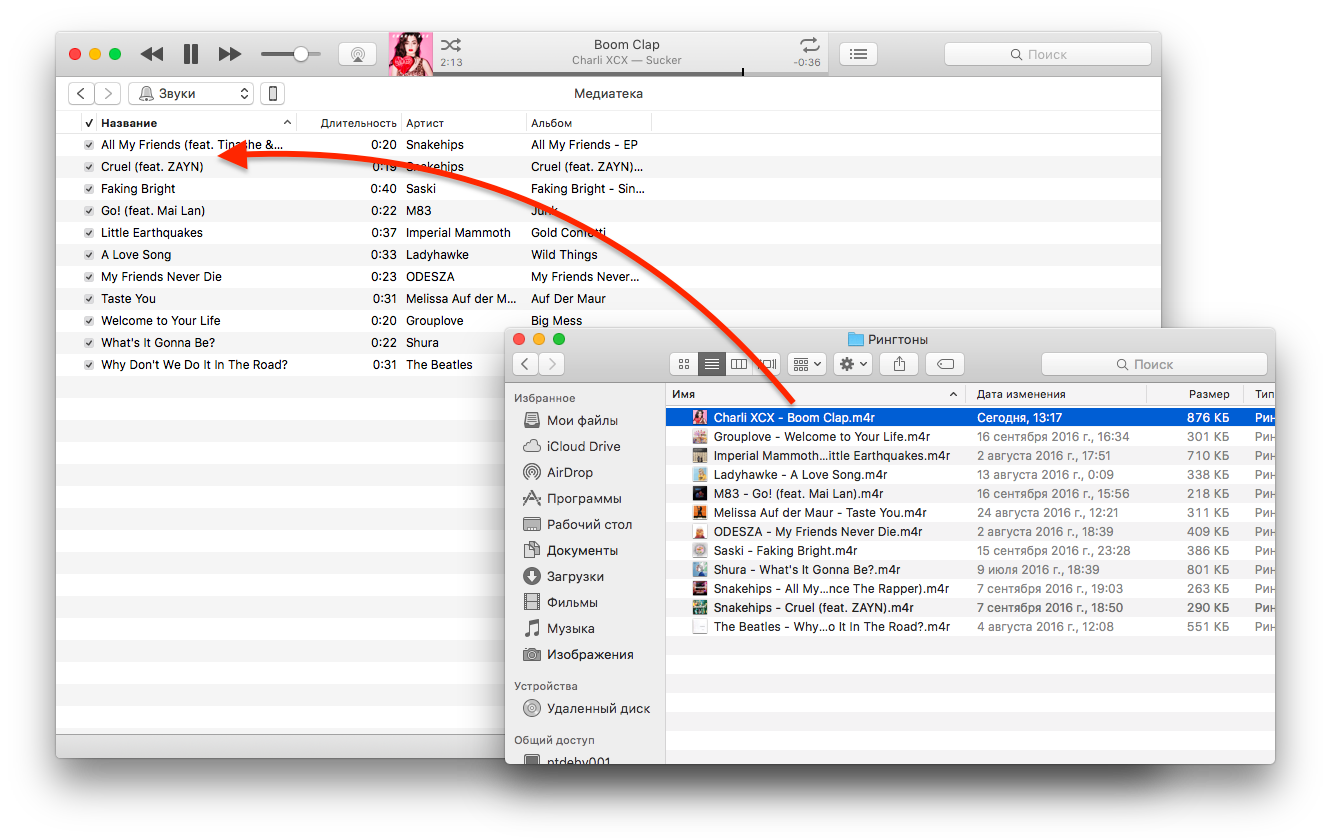 Boom Clap
Charli XCX — Sucker
2:13
-0:36
Поиск
Звуки
Медиатека
✓ Название Длительность Артист Альбом
All My Friends (feat. Tinashe &... 0:20 Snakehips All My Friends - EP
Cruel (feat. ZAYN) 0:19 Snakehips Cruel (feat. ZAYN)...
Faking Bright 0:40 Saski Faking Bright - Sin...
Go! (feat. Mai Lan) 0:22 M83 Junk
Little Earthquakes 0:37 Imperial Mammoth Gold Confetti
A Love Song 0:33 Ladyhawke Wild Things
My Friends Never Die 0:23 ODESZA My Friends Never...
Taste You 0:31 Melissa Auf der M... Auf Der Maur
Welcome to Your Life 0:20 Grouplove Big Mess
What's It Gonna Be? 0:22 Shura
Why Don't We Do It In The Road? 0:31 The Beatles
Рингтоны
Поиск
Избранное
Мои файлы
iCloud Drive
AirDrop
Программы
Рабочий стол
Документы
Загрузки
Фильмы
Музыка
Изображения
Устройства
Удаленный диск
Общий доступ
ntdehv001
Имя Дата изменения Размер Тип
Charli XCX - Boom Clap.m4r Сегодня, 13:17 876 КБ Рин
Grouplove - Welcome to Your Life.m4r 16 сентября 2016 г., 16:34 301 КБ Рин
Imperial Mammoth...ittle Earthquakes.m4r 2 августа 2016 г., 17:51 710 КБ Рин
Ladyhawke - A Love Song.m4r 13 августа 2016 г., 0:09 338 КБ Рин
M83 - Go! (feat. Mai Lan).m4r 16 сентября 2016 г., 15:56 218 КБ Рин
Melissa Auf der Maur - Taste You.m4r 24 августа 2016 г., 12:21 311 КБ Рин
ODESZA - My Friends Never Die.m4r 2 августа 2016 г., 18:39 409 КБ Рин
Saski - Faking Bright.m4r 15 сентября 2016 г., 23:28 386 КБ Рин
Shura - What's It Gonna Be?.m4r 9 июля 2016 г., 18:39 801 КБ Рин
Snakehips - All My...nce The Rapper).m4r 7 сентября 2016 г., 19:03 263 КБ Рин
Snakehips - Cruel (feat. ZAYN).m4r 7 сентября 2016 г., 18:50 290 КБ Рин
The Beatles - Why...o It In The Road?.m4r 4 августа 2016 г., 12:08 551 КБ Рин